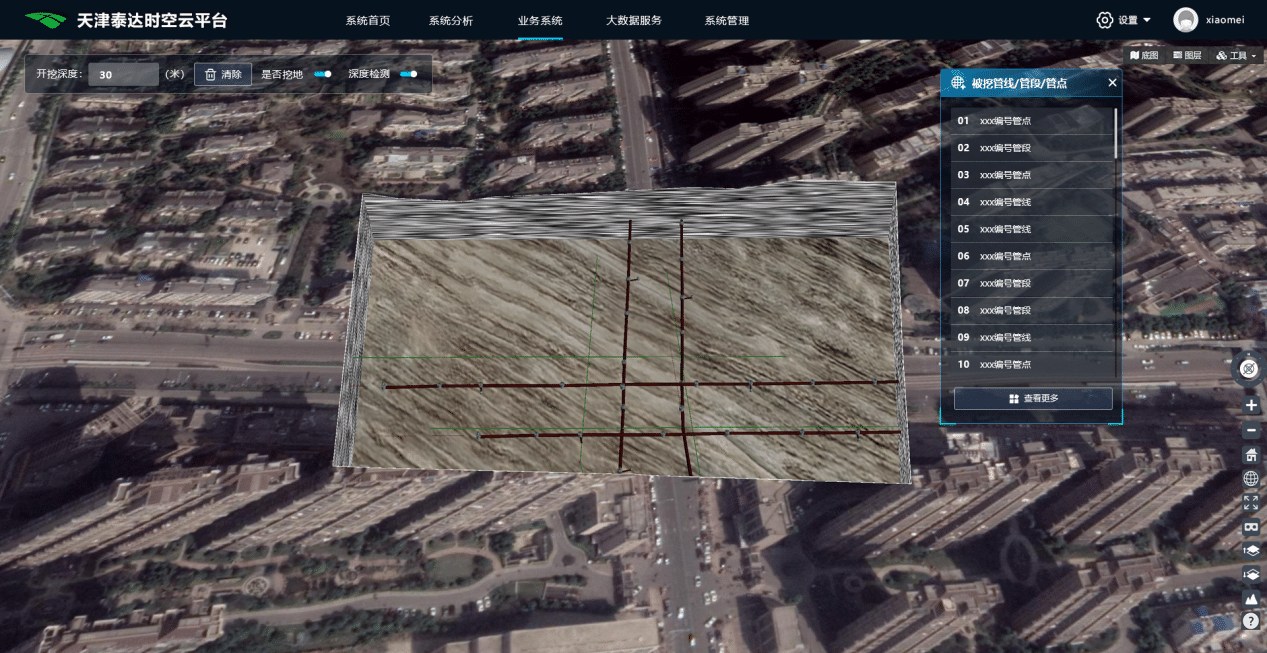 天津泰达时空云平台
系统首页 系统分析 业务系统 大数据服务 系统管理
设置 xiaomei
底图 图层 工具
开挖深度: 30 (米) 清除 是否挖地 深度检测
被挖管线/管段/管点
01 xxx编号管点
02 xxx编号管段
03 xxx编号管点
04 xxx编号管线
05 xxx编号管线
06 xxx编号管点
07 xxx编号管段
08 xxx编号管段
09 xxx编号管线
10 xxx编号管点
查看更多